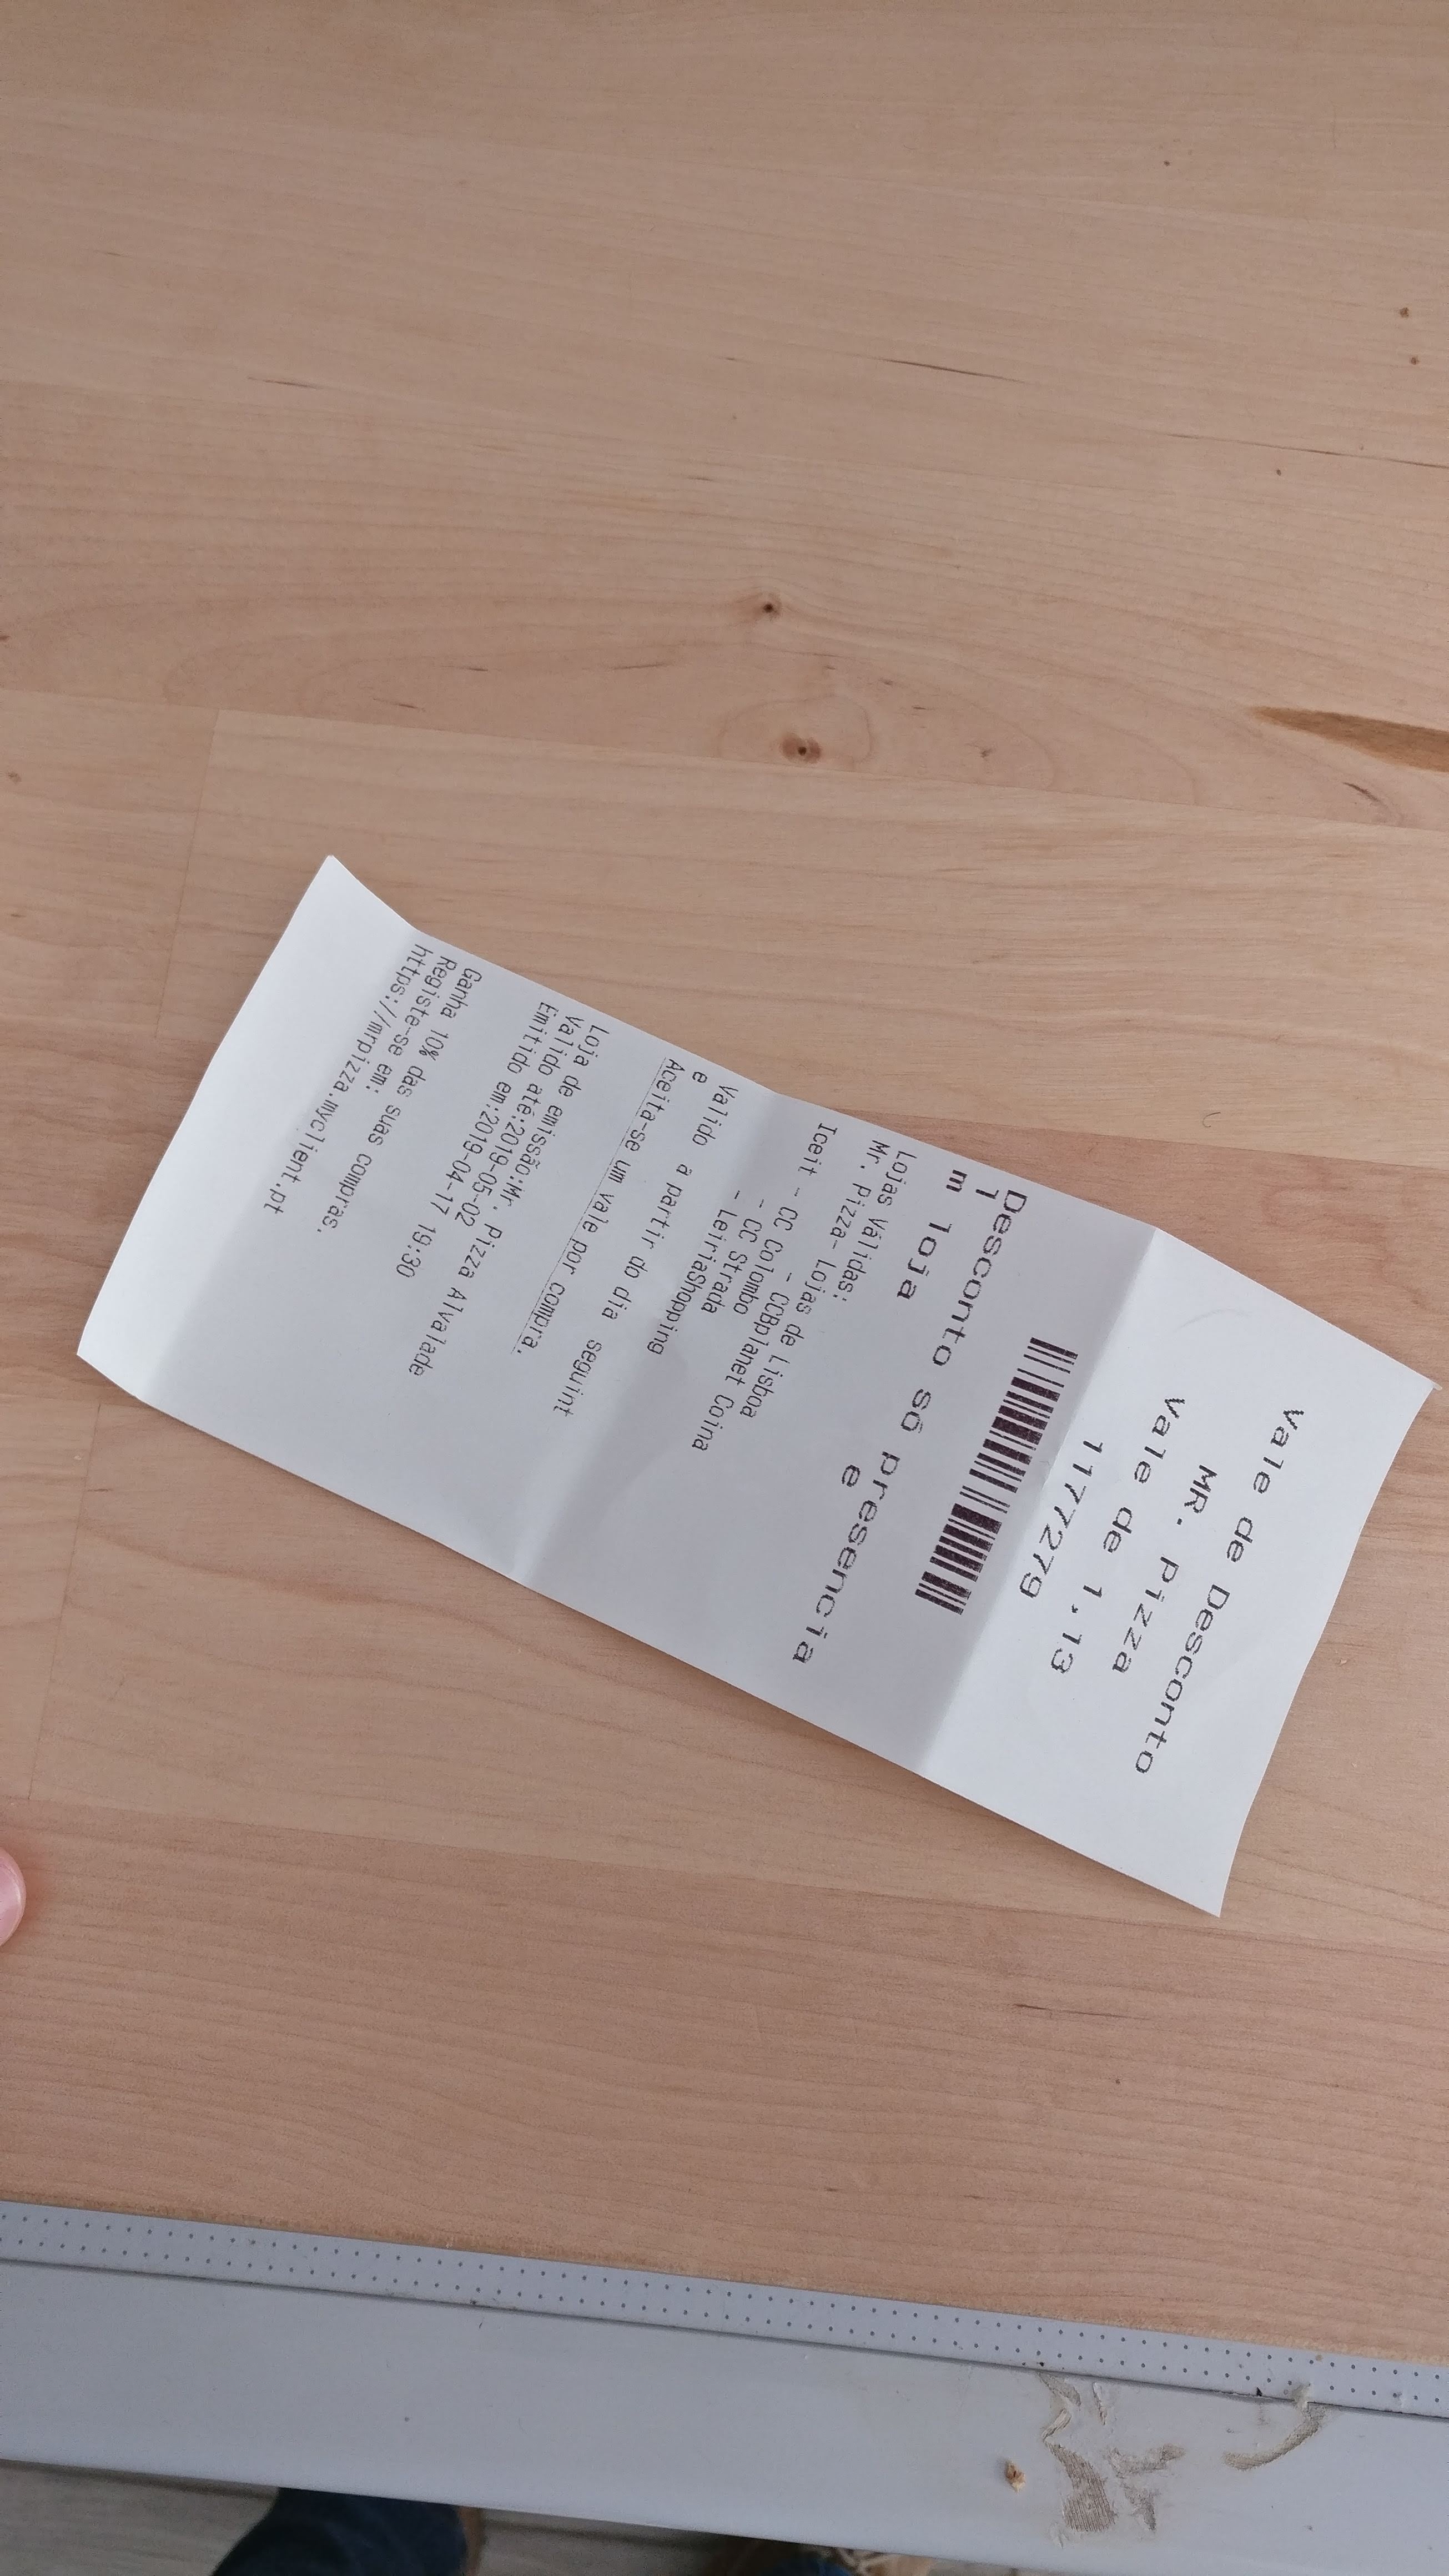 Vale de Desconto
MR. Pizza
Vale de 1.13
1177279
Desconto só presencia
l e
m loja
Lojas Válidas:
Mr. Pizza- Lojas de Lisboa
- CCBplanet Coina
Iceit - CC Colombo
- CC Strada
- LeiriaShopping
Valido a partir do dia seguint
e
Aceita-se um vale por compra.
Loja de emissão:Mr. Pizza Alvalade
Valido até:2019-05-02
Emitido em:2019-04-17 19:30
Ganha 10% das suas compras.
Registe-se em:
https://mrpizza.myclient.pt